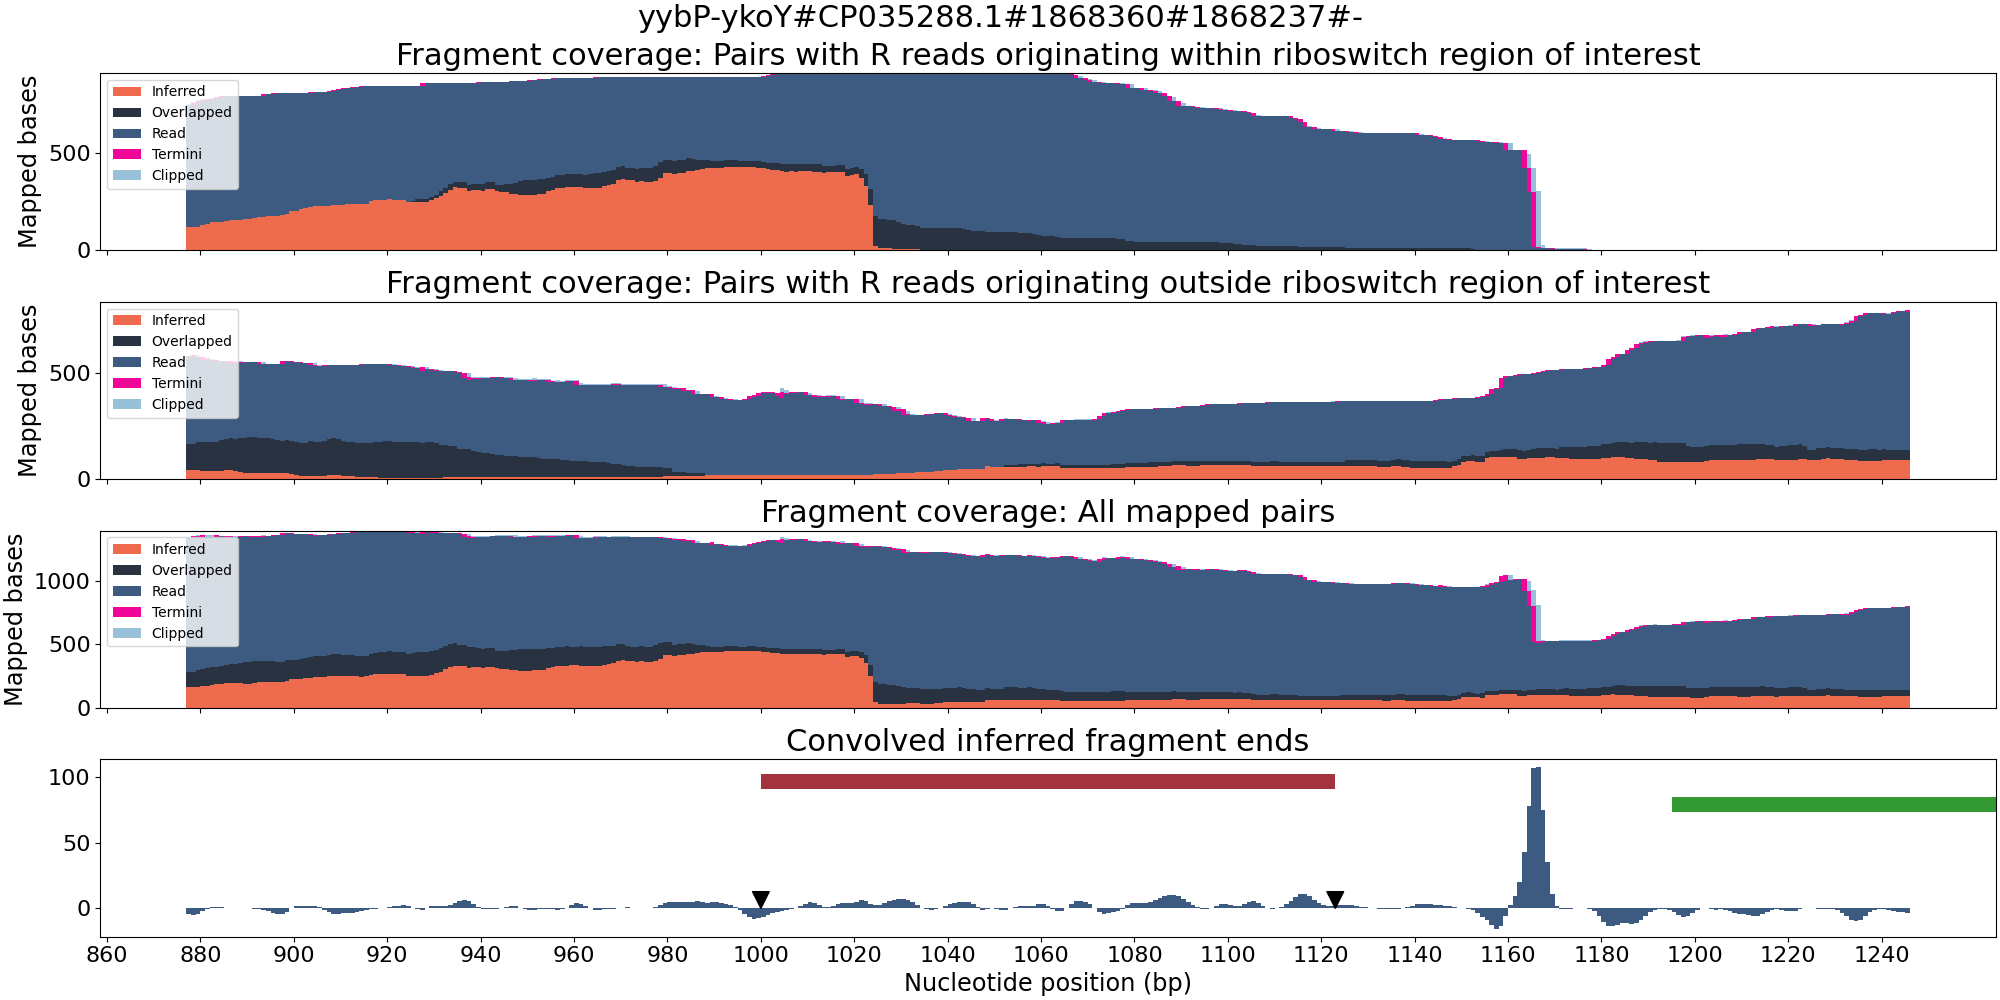 yybP-ykoY#CP035288.1#1868360#1868237#-
Fragment coverage: Pairs with R reads originating within riboswitch region of interest
Mapped bases
500
0
Inferred
Overlapped
Read
Termini
Clipped
Fragment coverage: Pairs with R reads originating outside riboswitch region of interest
Mapped bases
500
0
Inferred
Overlapped
Read
Termini
Clipped
Fragment coverage: All mapped pairs
Mapped bases
1000
500
0
Inferred
Overlapped
Read
Termini
Clipped
Convolved inferred fragment ends
100
50
0
860 880 900 920 940 960 980 1000 1020 1040 1060 1080 1100 1120 1140 1160 1180 1200 1220 1240
Nucleotide position (bp)